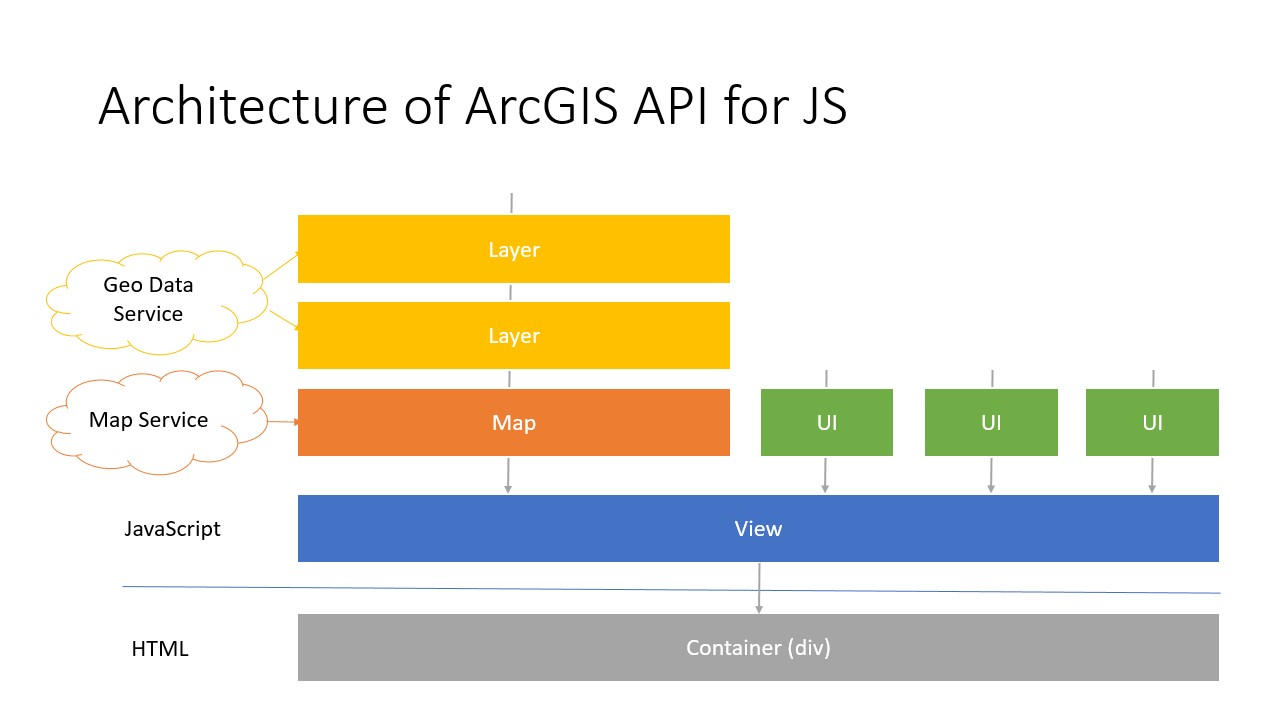 Architecture of ArcGIS API for JS
Layer
Geo Data
Service
Layer
Map Service
Map
UI
UI
UI
JavaScript
View
HTML
Container (div)